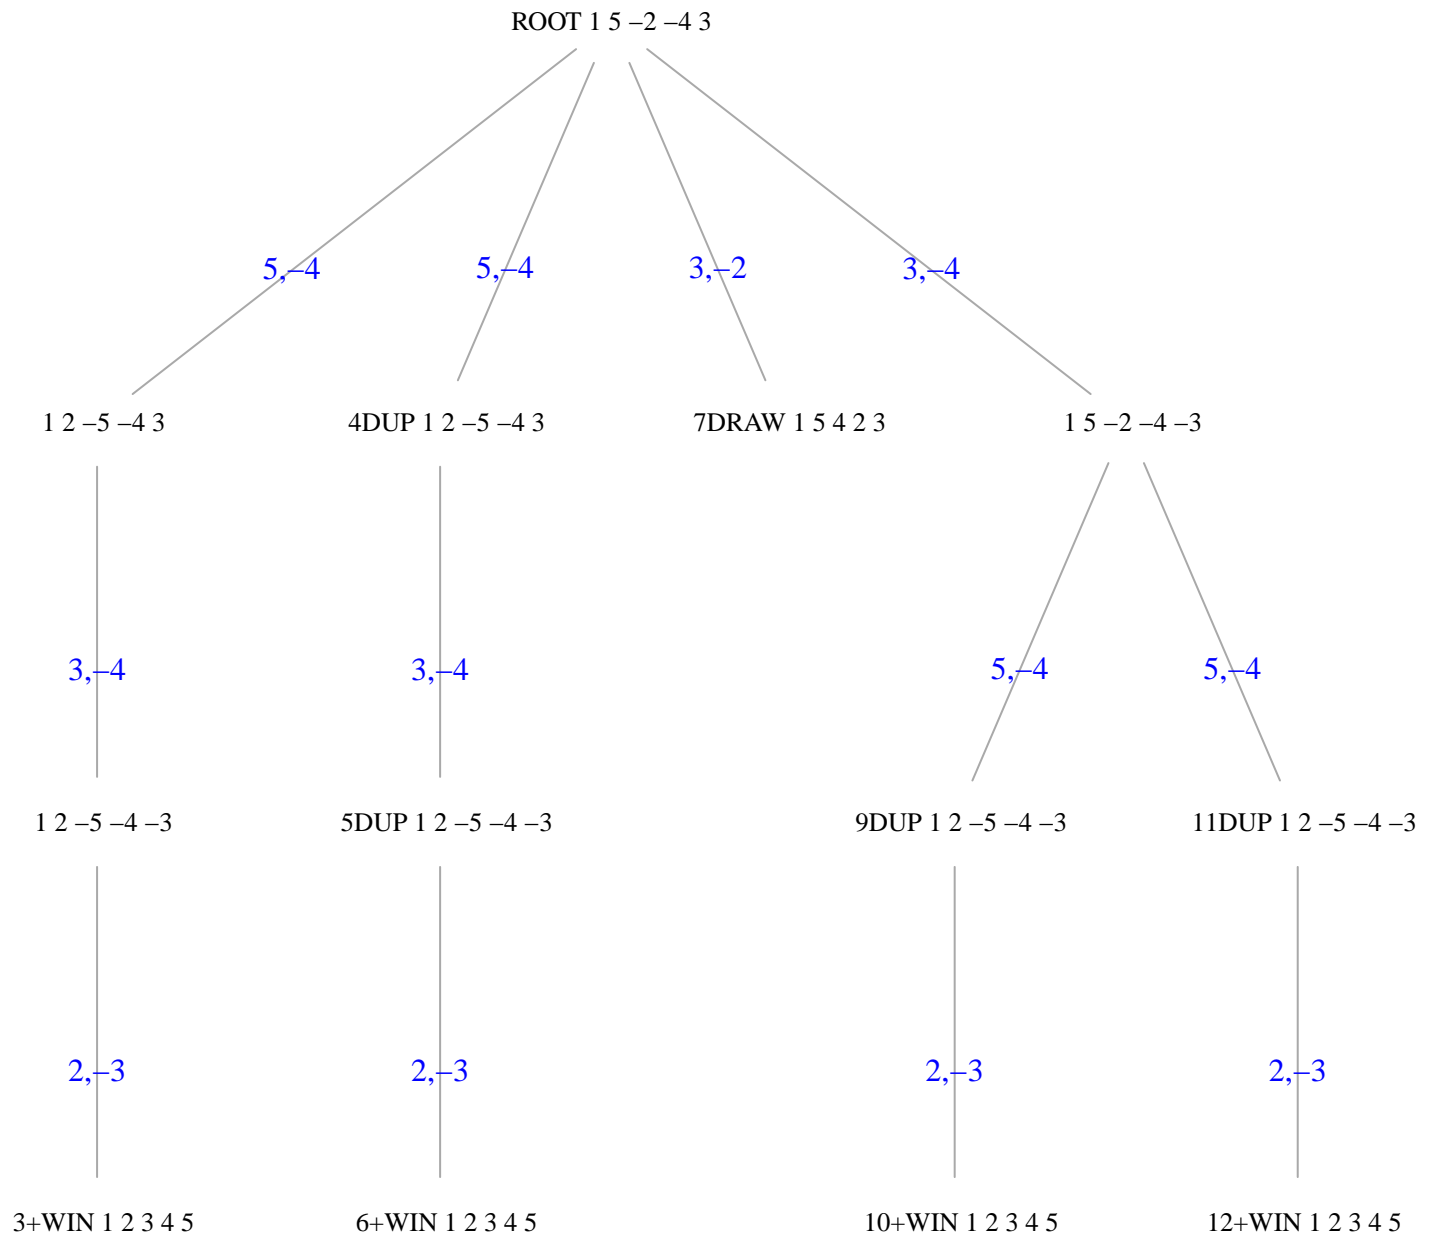 ROOT 1 5 –2 –4 3
5,–4 5,–4 3,–2 3,–4
1 2 –5 –4 3 4DUP 1 2 –5 –4 3 7DRAW 1 5 4 2 3 1 5 –2 –4 –3
3,–4 3,–4 5,–4 5,–4
1 2 –5 –4 –3 5DUP 1 2 –5 –4 –3 9DUP 1 2 –5 –4 –3 11DUP 1 2 –5 –4 –3
2,–3 2,–3 2,–3 2,–3
3+WIN 1 2 3 4 5 6+WIN 1 2 3 4 5 10+WIN 1 2 3 4 5 12+WIN 1 2 3 4 5